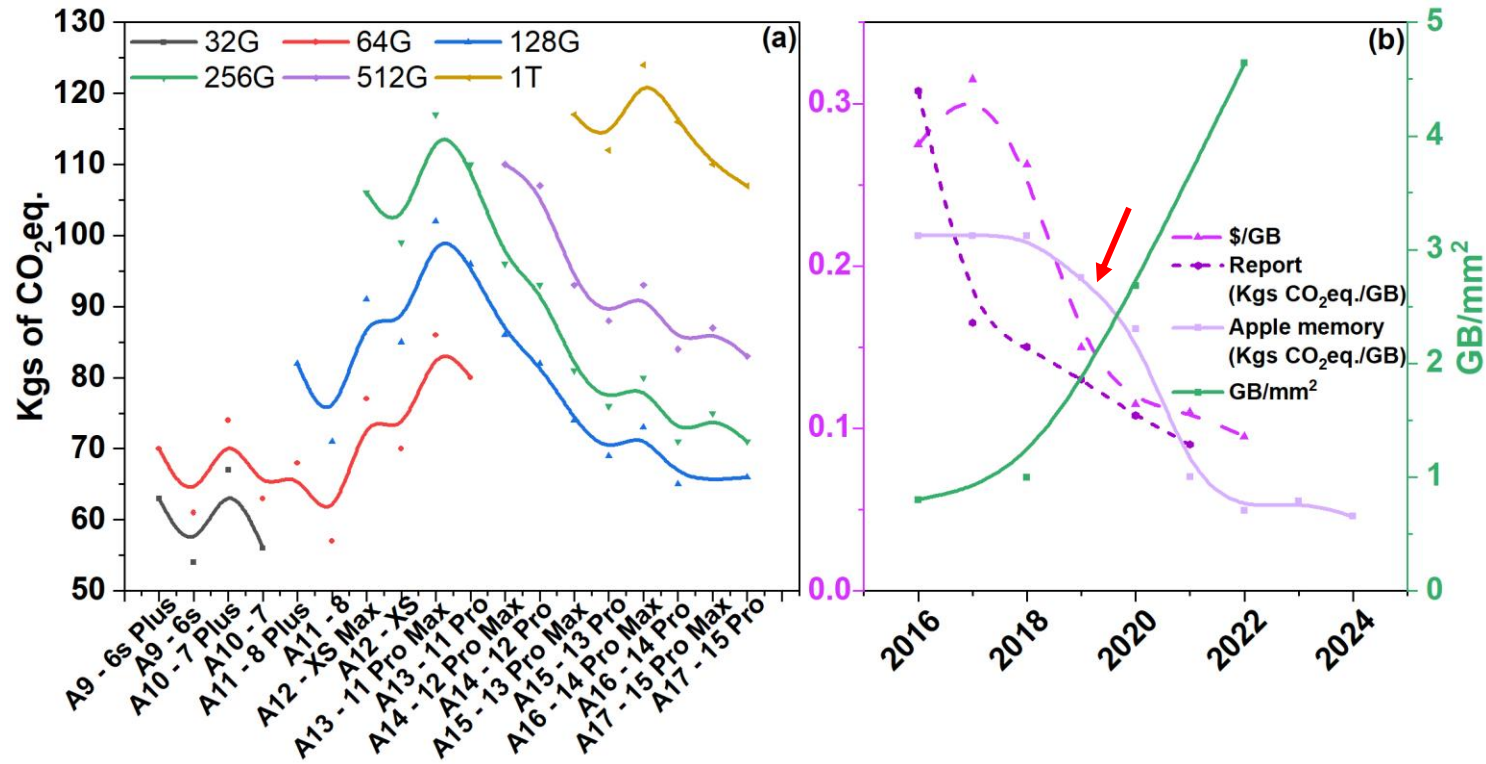 Kgs of CO2eq.
130
120
110
100
90
80
70
60
50
32G 64G 128G
256G 512G 1T
(a)
A9 - 6s Plus
A9 - 6s
A10 - 7 Plus
A10 - 7
A11 - 8 Plus
A11 - 8
A12 - XS Max
A12 - XS
A13 - 11 Pro Max
A13 - 11 Pro
A14 - 12 Pro Max
A14 - 12 Pro
A15 - 13 Pro Max
A15 - 13 Pro
A16 - 14 Pro Max
A16 - 14 Pro
A17 - 15 Pro Max
A17 - 15 Pro
0.3
0.2
0.1
0.0
(b)
$/GB
Report
(Kgs CO2eq./GB)
Apple memory
(Kgs CO2eq./GB)
GB/mm2
2016
2018
2020
2022
2024
5
4
3
2
1
0
GB/mm2